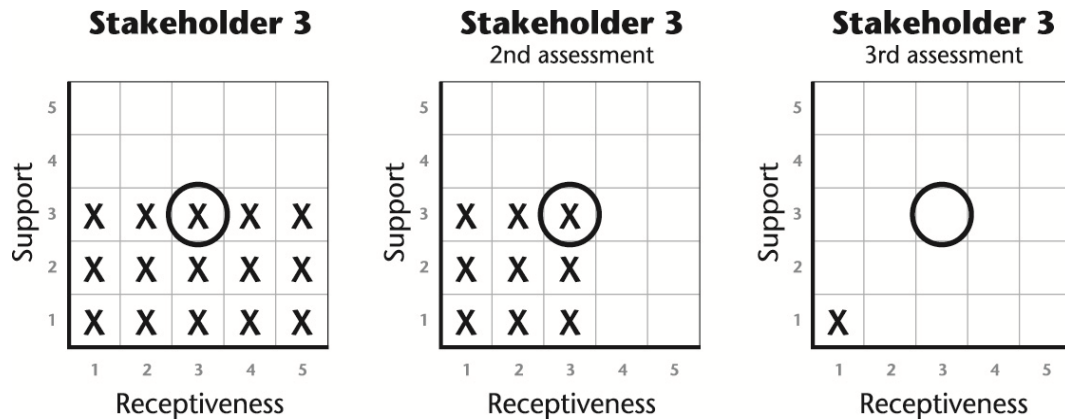 Stakeholder 3
5
4
3 X X X X X
2 X X X X X
1 X X X X X
1 2 3 4 5
Support
Receptiveness
Stakeholder 3
2nd assessment
5
4
3 X X X
2 X X X
1 X X X
1 2 3 4 5
Support
Receptiveness
Stakeholder 3
3rd assessment
5
4
3
2
1 X
1 2 3 4 5
Support
Receptiveness